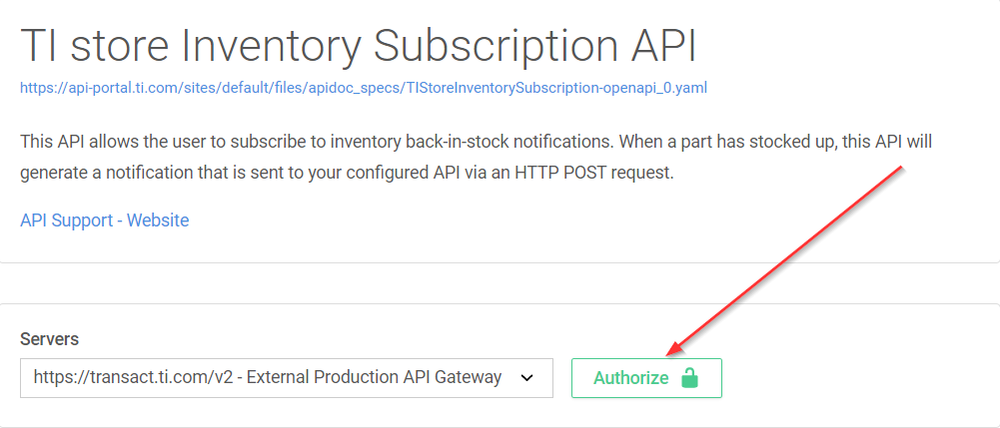 TI store Inventory Subscription API
https://api-portal.ti.com/sites/default/files/apidoc_specs/TIStoreInventorySubscription-openapi_0.yaml
This API allows the user to subscribe to inventory back-in-stock notifications. When a part has stocked up, this API will
generate a notification that is sent to your configured API via an HTTP POST request.
API Support - Website
Servers
https://transact.ti.com/v2 - External Production API Gateway
Authorize